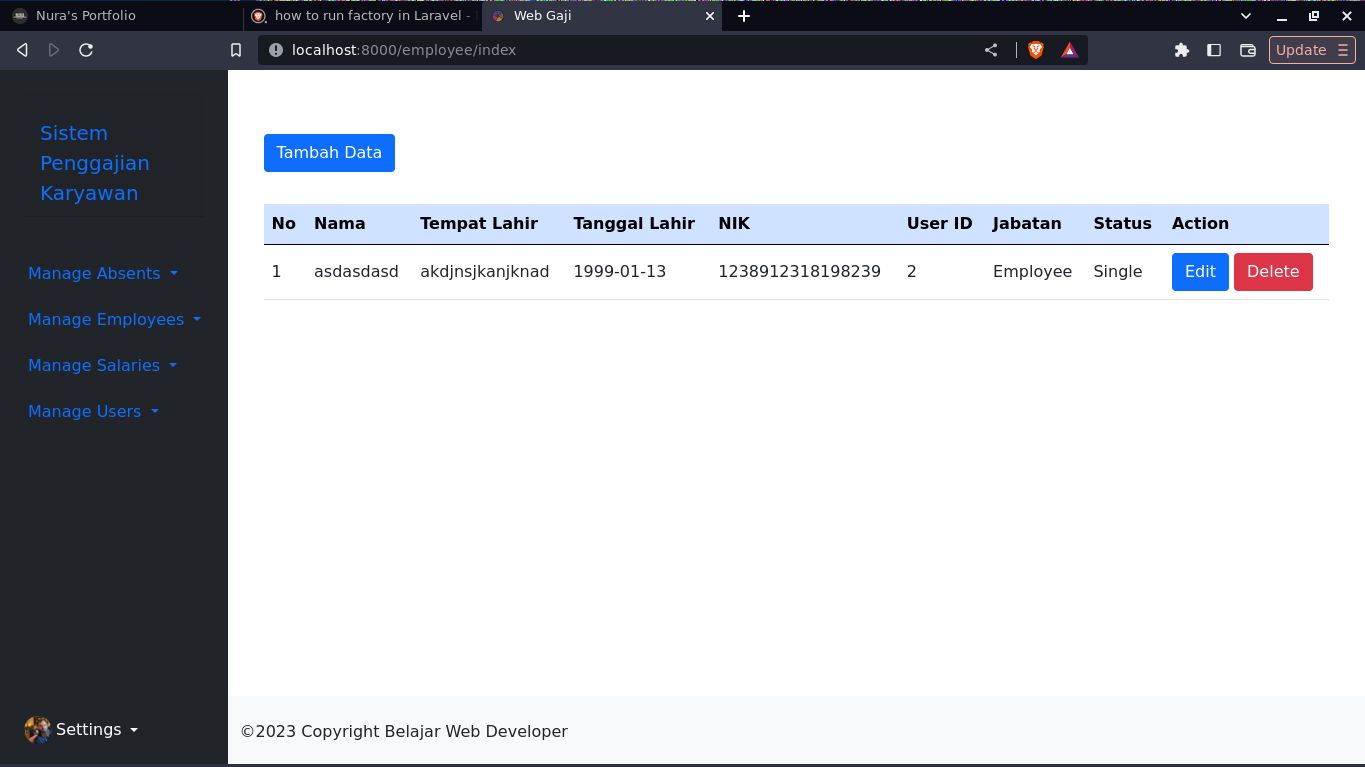 Nura's Portfolio
how to run factory in Laravel -
Web Gaji
localhost:8000/employee/index
Update
Sistem
Penggajian
Karyawan
Manage Absents
Manage Employees
Manage Salaries
Manage Users
Settings
Tambah Data
No Nama Tempat Lahir Tanggal Lahir NIK User ID Jabatan Status Action
1 asdasdasd akdjnsjkanjknad 1999-01-13 1238912318198239 2 Employee Single Edit Delete
©2023 Copyright Belajar Web Developer